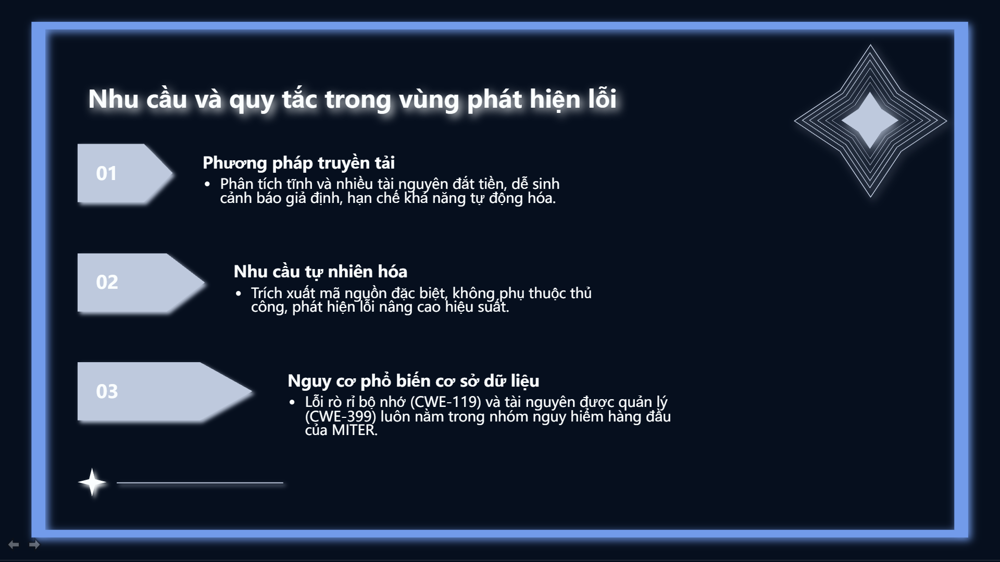 Nhu cầu và quy tắc trong vùng phát hiện lỗi
01
Phương pháp truyền tải
• Phân tích tĩnh và nhiều tài nguyên đắt tiền, dễ sinh
cảnh báo giả định, hạn chế khả năng tự động hóa.
02
Nhu cầu tự nhiên hóa
• Trích xuất mã nguồn đặc biệt, không phụ thuộc thủ
công, phát hiện lỗi nâng cao hiệu suất.
03
Nguy cơ phổ biến cơ sở dữ liệu
• Lỗi rò rỉ bộ nhớ (CWE-119) và tài nguyên được quản lý
(CWE-399) luôn nằm trong nhóm nguy hiểm hàng đầu
của MITER.